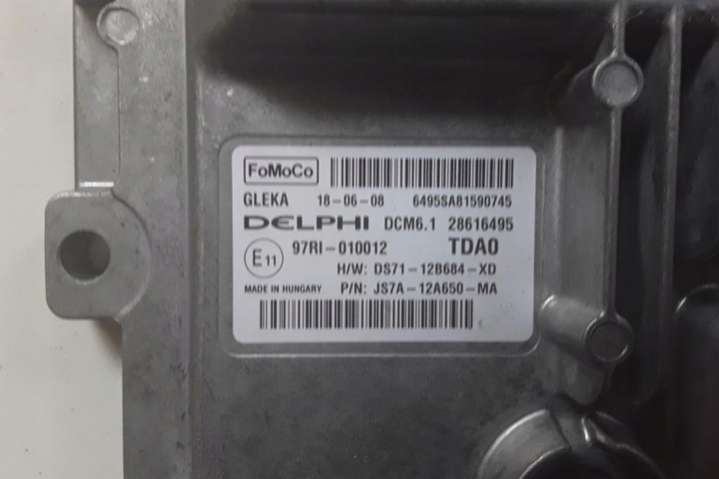 FoMoCo
GLEKA 18-06-08 6495SA81590745
DELPHI DCM6.1 28616495
E11 97RI-010012 TDA0
H/W: DS71-12B684-XD
MADE IN HUNGARY P/N: JS7A-12A650-MA